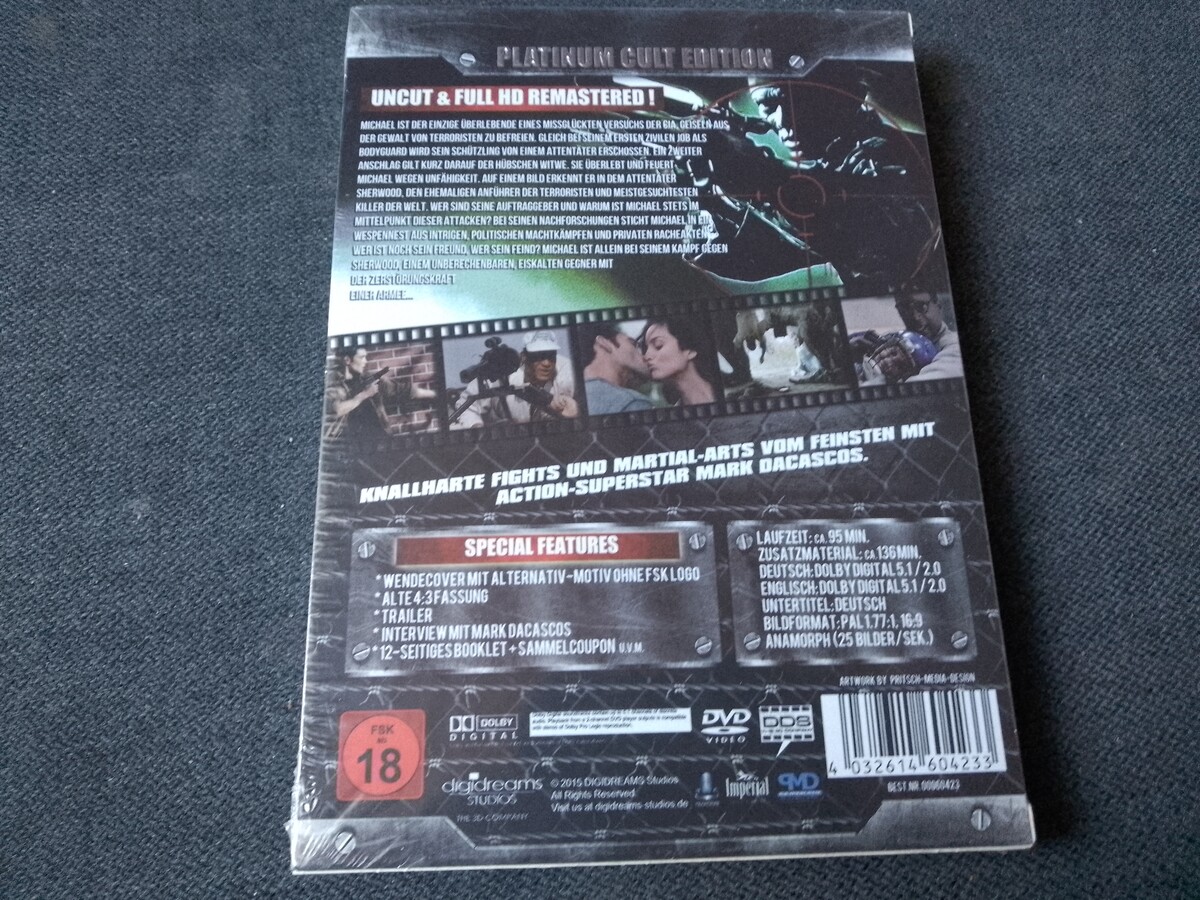 PLATINUM CULT EDITION
UNCUT & FULL HD REMASTERED !
MICHAEL IST DER EINZIGE ÜBERLEBENDE EINES MISSGLÜCKTEN VERSUCHS DER CIA, GEISELN AUS
DER GEWALT VON TERRORISTEN ZU BEFREIEN. GLEICH BEI SEINEM ERSTEN ZIVILEN JOB ALS
BODYGUARD WIRD SEIN SCHÜTZLING VON EINEM ATTENTÄTER ERSCHOSSEN. EIN ZWEITER
ANSCHLAG GILT KURZ DARAUF DER HÜBSCHEN WITWE. SIE ÜBERLEBT UND FEUERT
MICHAEL WEGEN UNFÄHIGKEIT. AUF EINEM BILD ERKENNT ER IN DEM ATTENTÄTER
SHERWOOD, DEN EHEMALIGEN ANFÜHRER DER TERRORISTEN UND MEISTGESUCHTESTEN
KILLER DER WELT. WER SIND SEINE AUFTRAGGEBER UND WARUM IST MICHAEL STETS IM
MITTELPUNKT DIESER ATTACKEN? BEI SEINEN NACHFORSCHUNGEN STICHT MICHAEL IN EIN
WESPENNEST AUS INTRIGEN, POLITISCHEN MACHTKÄMPFEN UND PRIVATEN RACHEAKTEN.
WER IST NOCH SEIN FREUND, WER SEIN FEIND? MICHAEL IST ALLEIN BEI SEINEM KAMPF GEGEN
SHERWOOD, EINEM UNBERECHENBAREN, EISKALTEN GEGNER MIT
DER ZERSTÖRUNGSKRAFT
EINER ARMEE...
KNALLHARTE FIGHTS UND MARTIAL-ARTS VOM FEINSTEN MIT
ACTION-SUPERSTAR MARK DACASCOS.
SPECIAL FEATURES
* WENDECOVER MIT ALTERNATIV-MOTIV OHNE FSK LOGO
* ALTE 4:3 FASSUNG
* TRAILER
* INTERVIEW MIT MARK DACASCOS
* 12-SEITIGES BOOKLET + SAMMELCOUPON U.V.M.
LAUFZEIT: CA. 95 MIN.
ZUSATZMATERIAL: CA. 136 MIN.
DEUTSCH: DOLBY DIGITAL 5.1 / 2.0
ENGLISCH: DOLBY DIGITAL 5.1 / 2.0
UNTERTITEL: DEUTSCH
BILDFORMAT: PAL 1.77:1, 16:9
ANAMORPH (25 BILDER/SEK.)
ARTWORK BY PRITSCH-MEDIA-DESIGN
FSK
ab
18
DOLBY
DIGITAL
DVD
VIDEO
DDS
4 032614 604233
BEST.NR. 00060423
digidreams
STUDIOS
THE 3D COMPANY
© 2015 DIGIDREAMS Studios
All Rights Reserved.
Visit us at digidreams-studios.de
Imperial
PMD